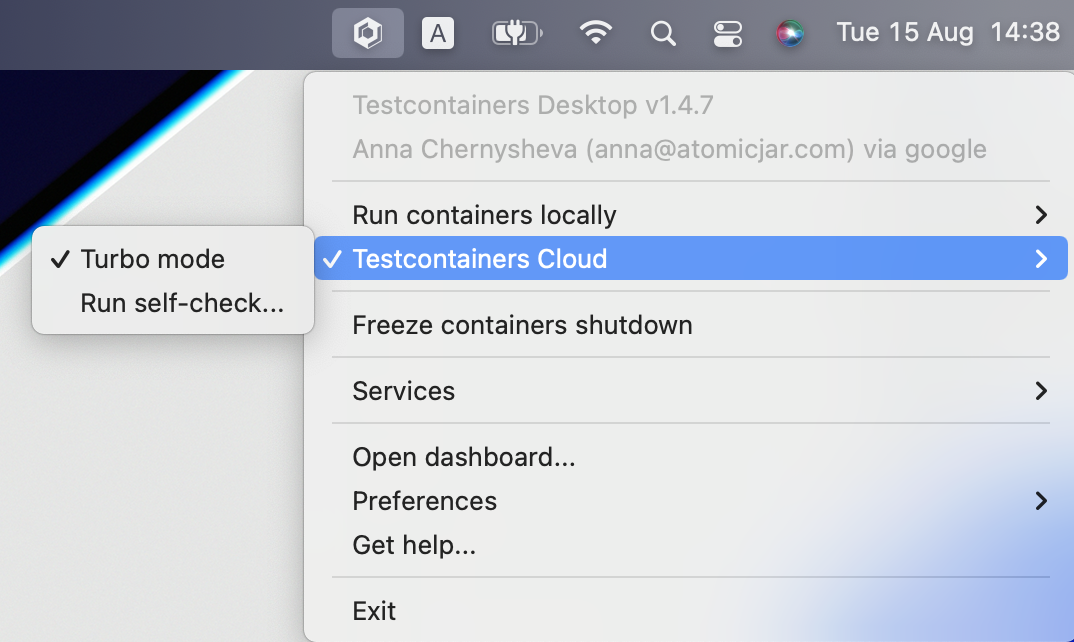 A
Tue 15 Aug 14:38
Testcontainers Desktop v1.4.7
Anna Chernysheva (anna@atomicjar.com) via google
Run containers locally
✓ Testcontainers Cloud
✓ Turbo mode
Run self-check...
Freeze containers shutdown
Services
Open dashboard...
Preferences
Get help...
Exit